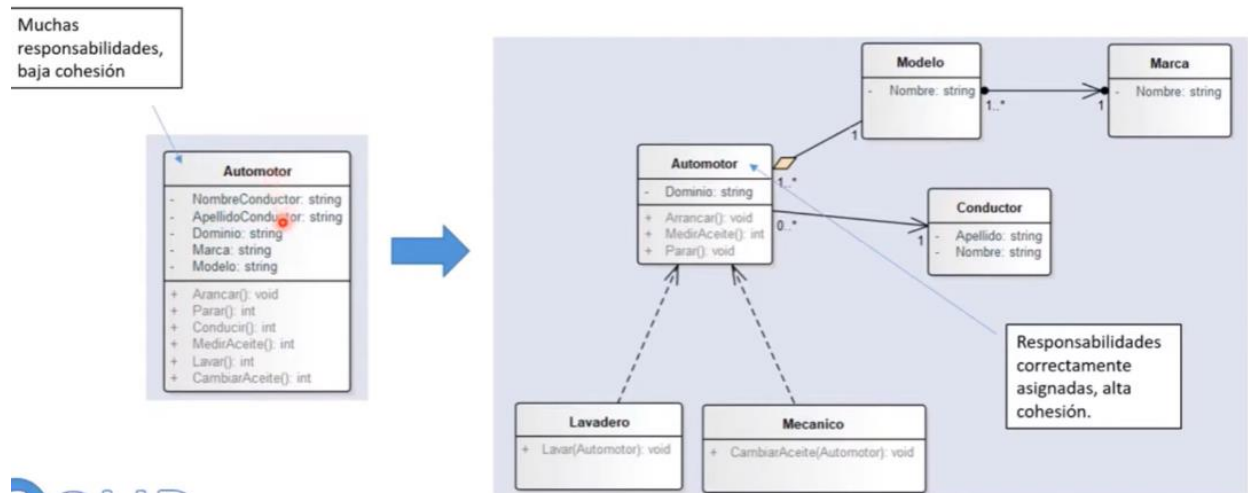 Muchas
responsabilidades,
baja cohesión
Automotor
- NombreConductor: string
- ApellidoConductor: string
- Dominio: string
- Marca: string
- Modelo: string
+ Arancar(): void
+ Parar(): int
+ Conducir(): int
+ MedirAceite(): int
+ Lavar(): int
+ CambiarAceite(): int
Modelo
- Nombre: string
1..*
1
Marca
- Nombre: string
1
Automotor
- Dominio: string
+ Arrancar(): void
+ MedirAceite(): int
+ Parar(): void
1..*
0..*
1
Conductor
- Apellido: string
- Nombre: string
Responsabilidades
correctamente
asignadas, alta
cohesión.
Lavadero
+ Lavar(Automotor): void
Mecanico
+ CambiarAceite(Automotor): void